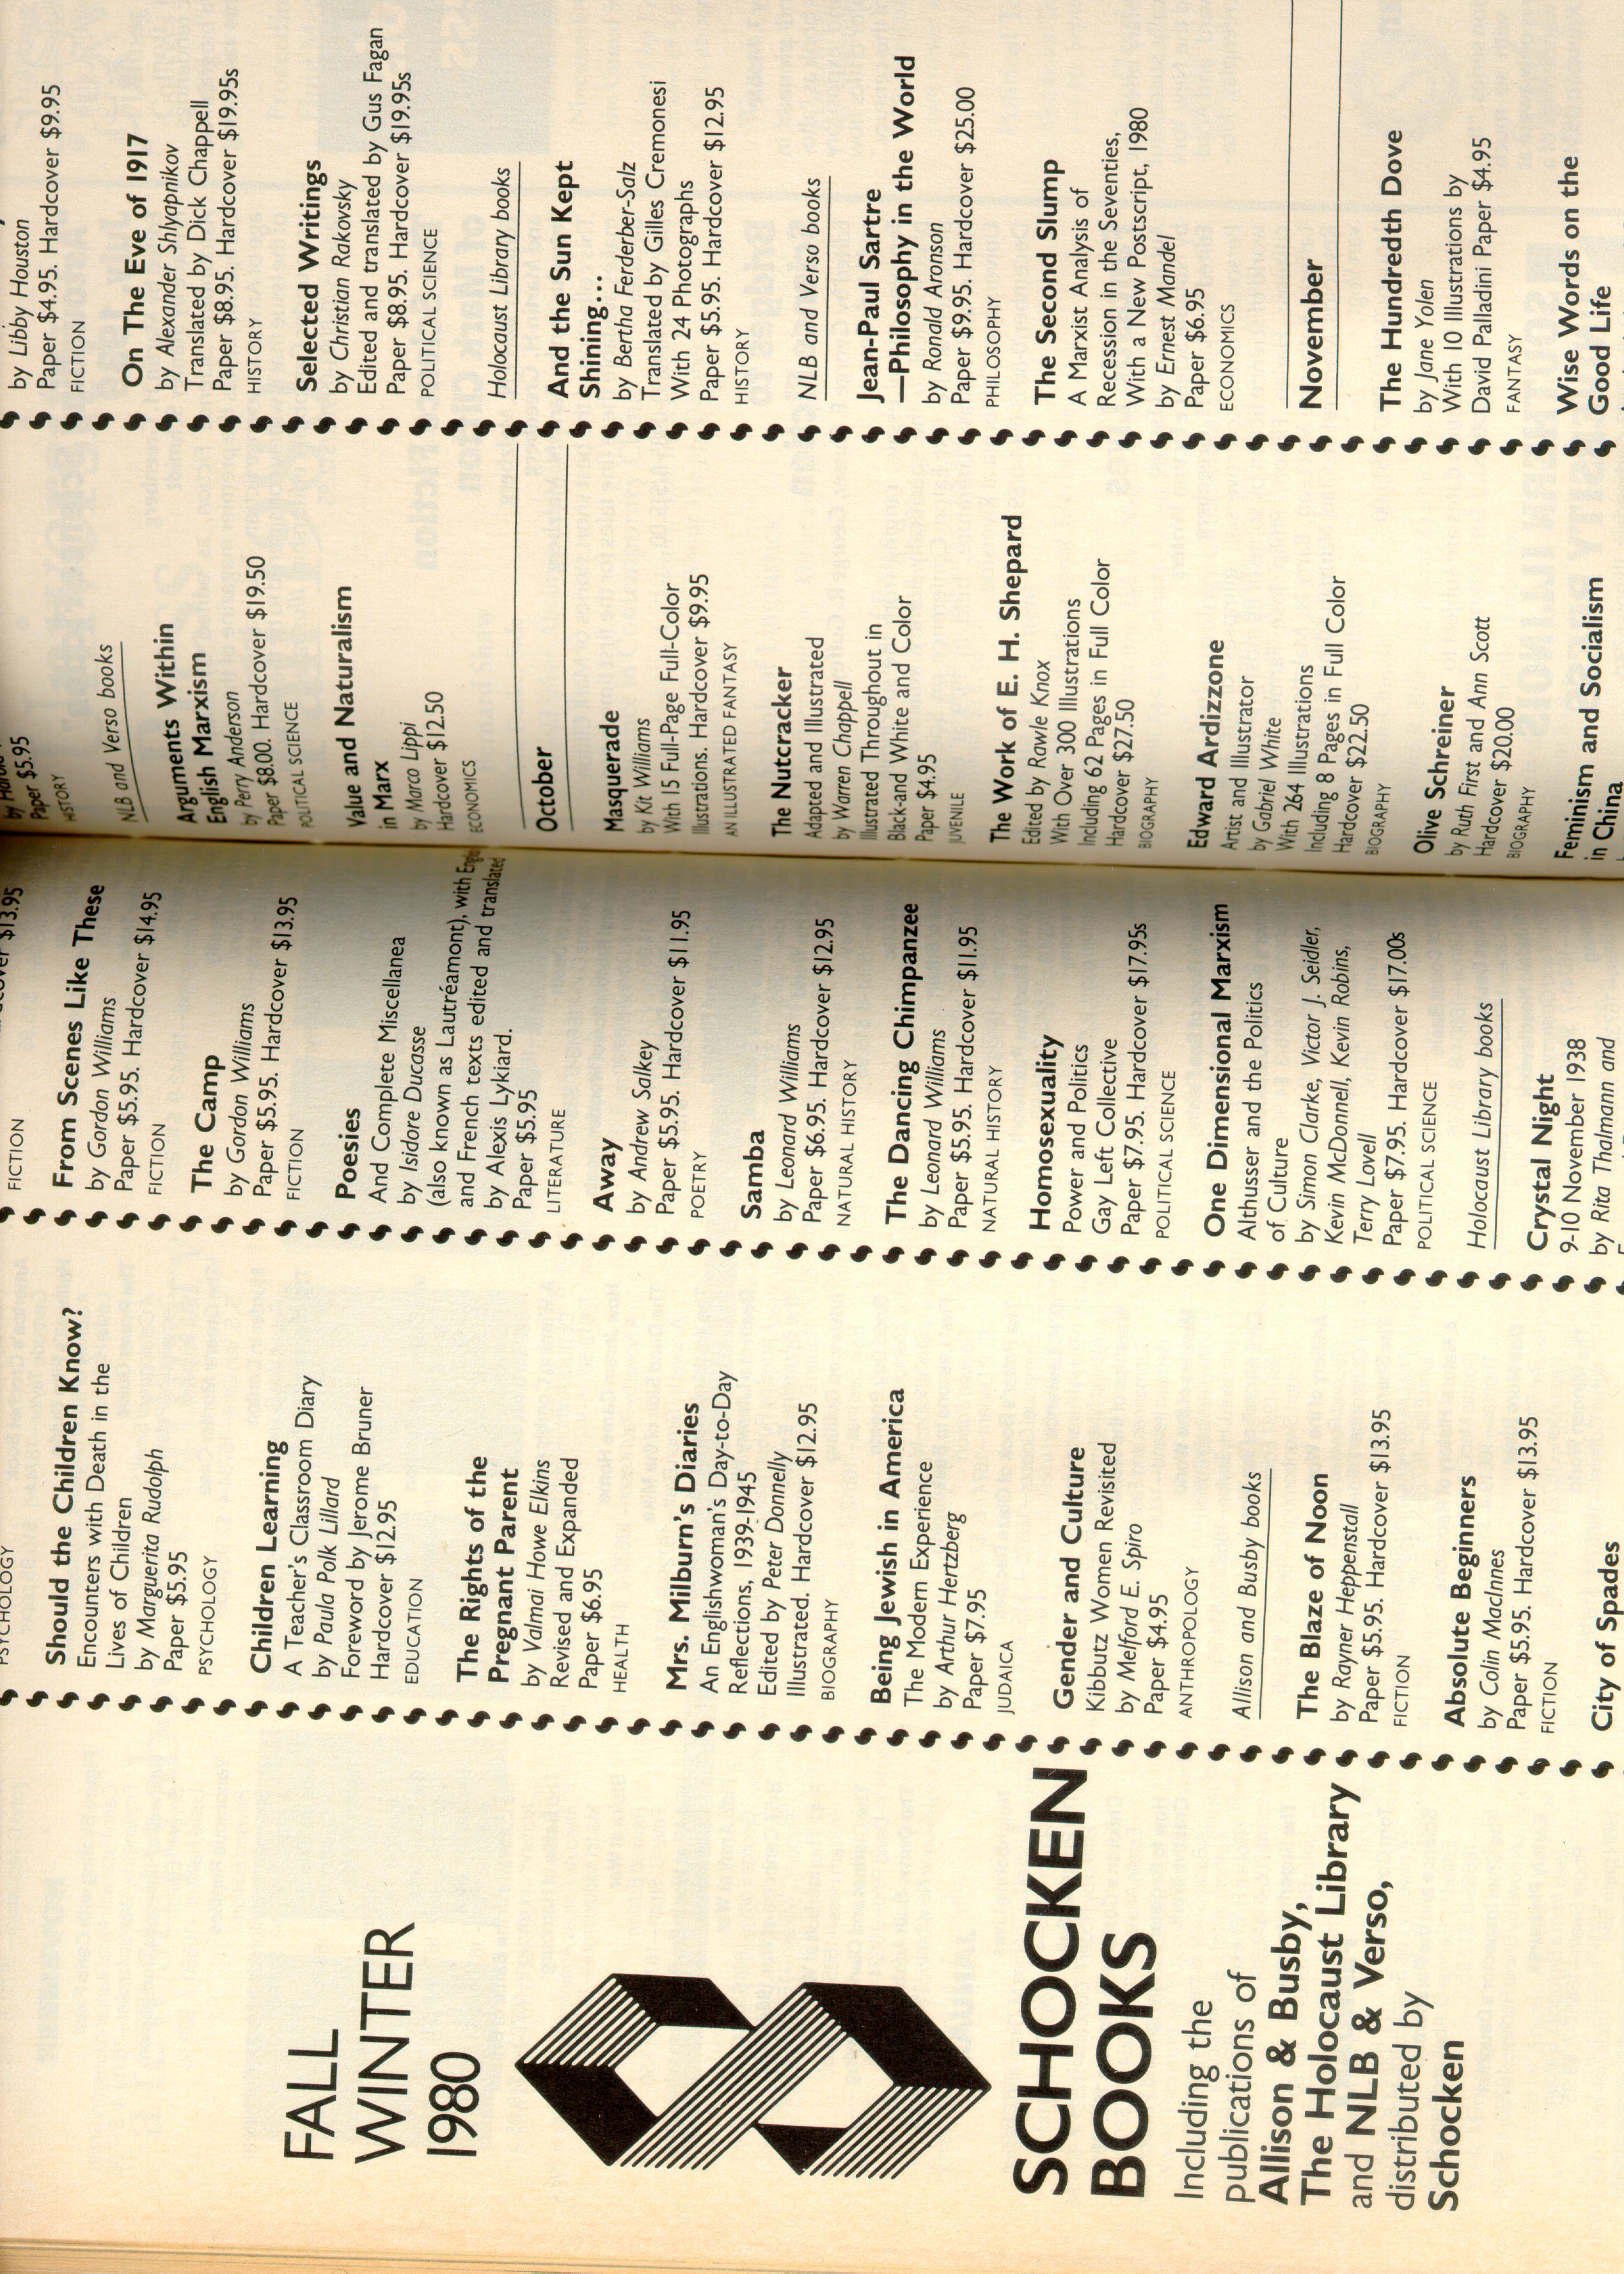 FALL
WINTER
1980
SCHOCKEN
BOOKS
Including the
publications of
Allison & Busby,
The Holocaust Library
and NLB & Verso,
distributed by
Schocken
PSYCHOLOGY
Should the Children Know?
Encounters with Death in the
Lives of Children
by Marguerita Rudolph
Paper $5.95
PSYCHOLOGY
Children Learning
A Teacher's Classroom Diary
by Paula Polk Lillard
Foreword by Jerome Bruner
Hardcover $12.95
EDUCATION
The Rights of the
Pregnant Parent
by Valmai Howe Elkins
Revised and Expanded
Paper $6.95
HEALTH
Mrs. Milburn's Diaries
An Englishwoman's Day-to-Day
Reflections, 1939-1945
Edited by Peter Donnelly
Illustrated. Hardcover $12.95
BIOGRAPHY
Being Jewish in America
The Modern Experience
by Arthur Hertzberg
Paper $7.95
JUDAICA
Gender and Culture
Kibbutz Women Revisited
by Melford E. Spiro
Paper $4.95
ANTHROPOLOGY
Allison and Busby books
The Blaze of Noon
by Rayner Heppenstall
Paper $5.95. Hardcover $13.95
FICTION
Absolute Beginners
by Colin MacInnes
Paper $5.95. Hardcover $13.95
FICTION
City of Spades
$13.95
FICTION
From Scenes Like These
by Gordon Williams
Paper $5.95. Hardcover $14.95
FICTION
The Camp
by Gordon Williams
Paper $5.95. Hardcover $13.95
FICTION
Poesies
And Complete Miscellanea
by Isidore Ducasse
(also known as Lautréamont), with
and French texts edited and translated
by Alexis Lykiard.
Paper $5.95
LITERATURE
Away
by Andrew Salkey
Paper $5.95. Hardcover $11.95
POETRY
Samba
by Leonard Williams
Paper $6.95. Hardcover $12.95
NATURAL HISTORY
The Dancing Chimpanzee
by Leonard Williams
Paper $5.95. Hardcover $11.95
NATURAL HISTORY
Homosexuality
Power and Politics
Gay Left Collective
Paper $7.95. Hardcover $17.95s
POLITICAL SCIENCE
One Dimensional Marxism
Althusser and the Politics
of Culture
by Simon Clarke, Victor J. Seidler,
Kevin McDonnell, Kevin Robins,
Terry Lovell
Paper $7.95. Hardcover $17.00s
POLITICAL SCIENCE
Holocaust Library books
Crystal Night
9-10 November 1938
by Rita Thalmann and
Paper $5.95
HISTORY
NLB and Verso books
Arguments Within
English Marxism
by Perry Anderson
Paper $8.00. Hardcover $19.50
POLITICAL SCIENCE
Value and Naturalism
in Marx
by Marco Lippi
Hardcover $12.50
ECONOMICS
October
Masquerade
by Kit Williams
With 15 Full-Page Full-Color
Illustrations. Hardcover $9.95
AN ILLUSTRATED FANTASY
The Nutcracker
Adapted and Illustrated
by Warren Chappell
Illustrated Throughout in
Black-and White and Color
Paper $4.95
JUVENILE
The Work of E. H. Shepard
Edited by Rawle Knox
With Over 300 Illustrations
Including 62 Pages in Full Color
Hardcover $27.50
BIOGRAPHY
Edward Ardizzone
Artist and Illustrator
by Gabriel White
With 264 Illustrations
Including 8 Pages in Full Color
Hardcover $22.50
BIOGRAPHY
Olive Schreiner
by Ruth First and Ann Scott
Hardcover $20.00
BIOGRAPHY
Feminism and Socialism
in China
by Libby Houston
Paper $4.95. Hardcover $9.95
FICTION
On The Eve of 1917
by Alexander Shlyapnikov
Translated by Dick Chappell
Paper $8.95. Hardcover $19.95s
HISTORY
Selected Writings
by Christian Rakovsky
Edited and translated by Gus Fagan
Paper $8.95. Hardcover $19.95s
POLITICAL SCIENCE
Holocaust Library books
And the Sun Kept
Shining...
by Bertha Ferderber-Salz
Translated by Gilles Cremonesi
With 24 Photographs
Paper $5.95. Hardcover $12.95
HISTORY
NLB and Verso books
Jean-Paul Sartre
—Philosophy in the World
by Ronald Aronson
Paper $9.95. Hardcover $25.00
PHILOSOPHY
The Second Slump
A Marxist Analysis of
Recession in the Seventies,
With a New Postscript, 1980
by Ernest Mandel
Paper $6.95
ECONOMICS
November
The Hundredth Dove
by Jane Yolen
With 10 Illustrations by
David Palladini Paper $4.95
FANTASY
Wise Words on the
Good Life